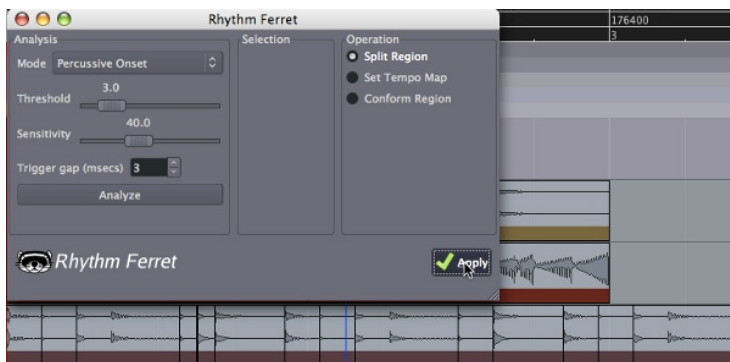 Rhythm Ferret
176400
3
Analysis
Selection
Operation
Mode Percussive Onset
Split Region
Set Tempo Map
Conform Region
3.0
Threshold
40.0
Sensitivity
Trigger gap (msecs) 3
Analyze
Rhythm Ferret
Apply